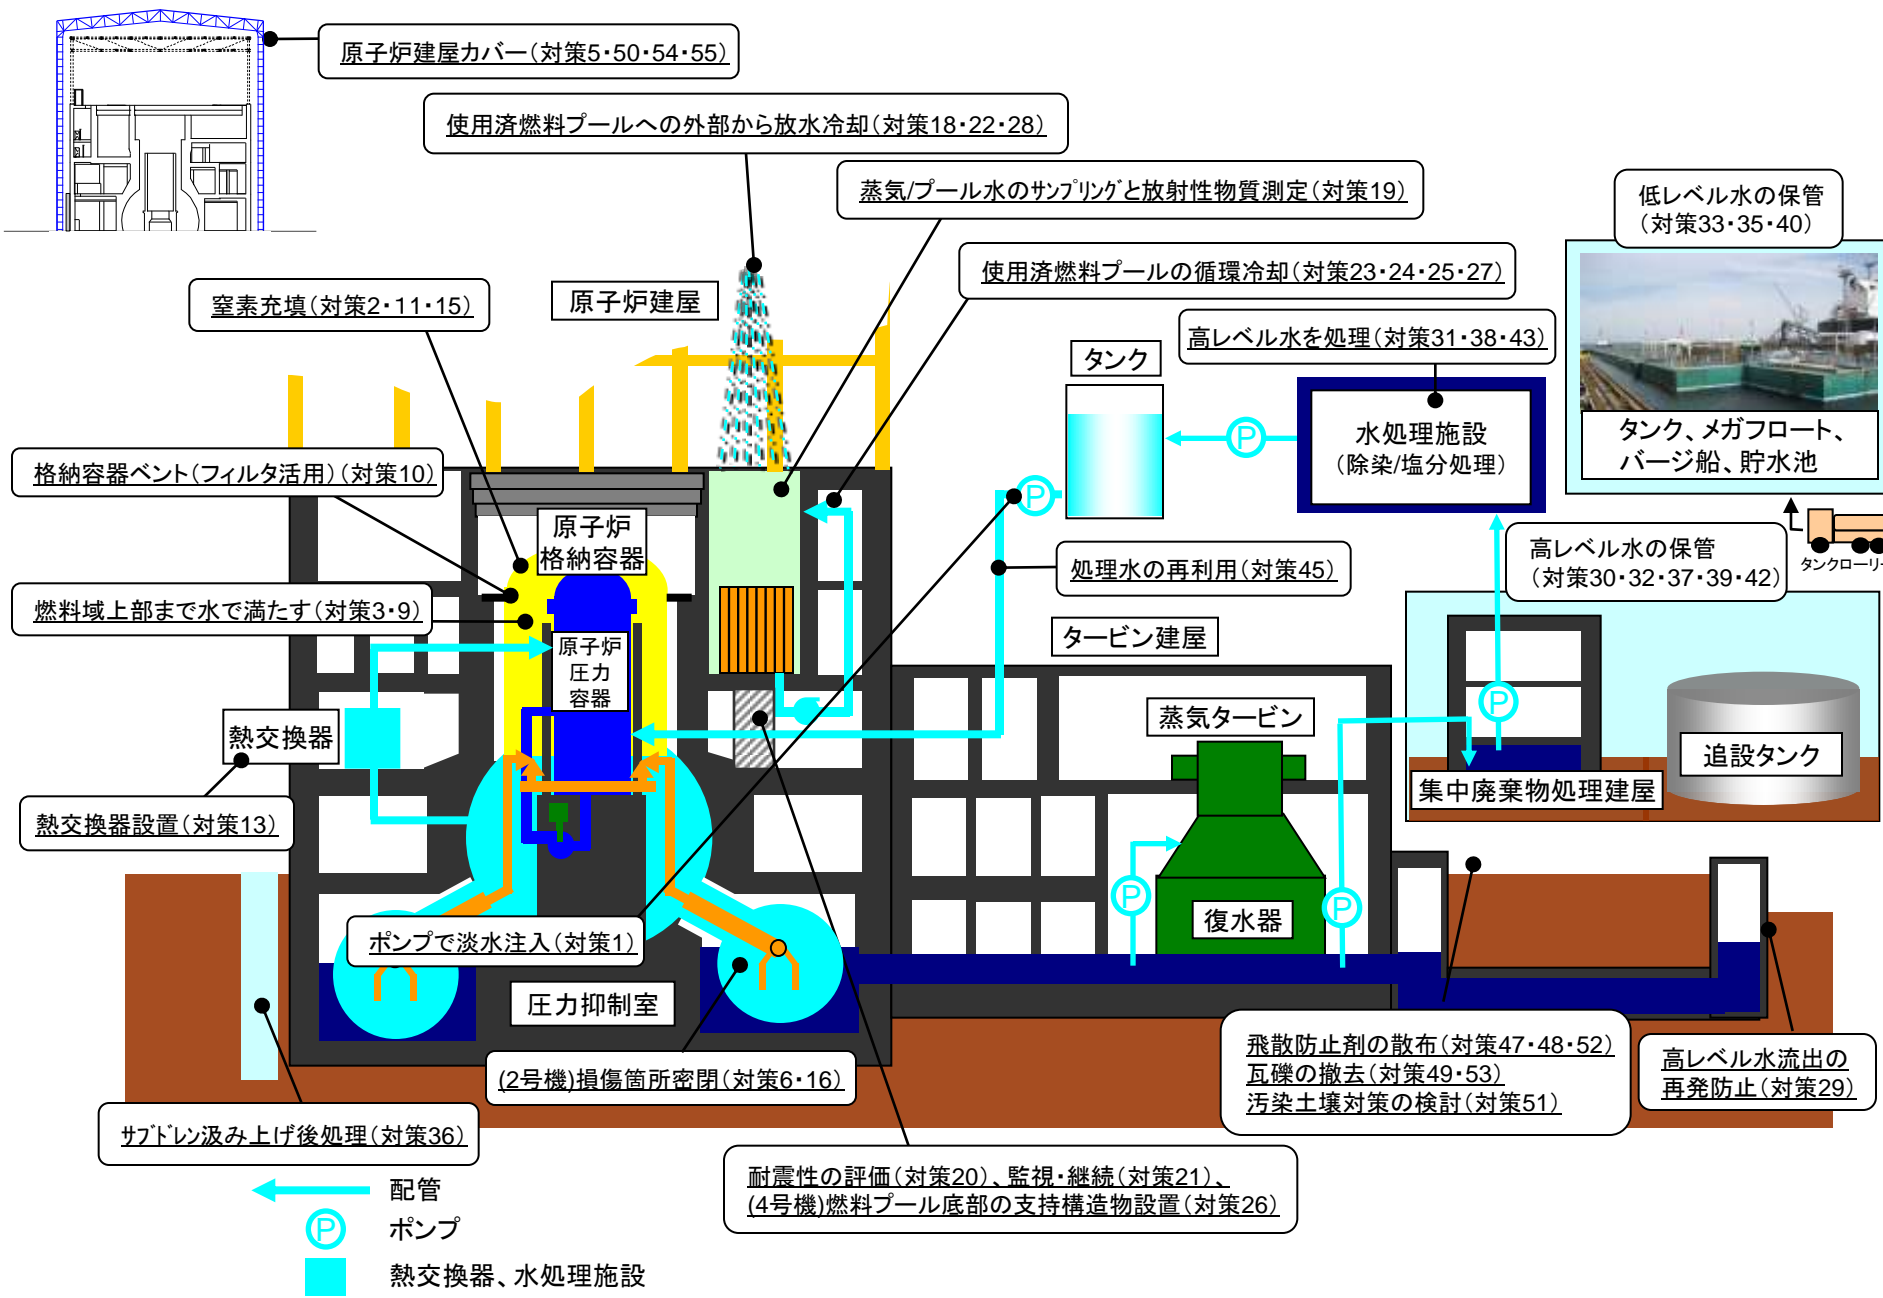 原子炉建屋カバー(対策5・50・54・55)
使用済燃料プールへの外部から放水冷却(対策18・22・28)
蒸気/プール水のサンプリングと放射性物質測定(対策19)
低レベル水の保管
(対策33・35・40)
使用済燃料プールの循環冷却(対策23・24・25・27)
窒素充填(対策2・11・15)
原子炉建屋
高レベル水を処理(対策31・38・43)
タンク
水処理施設
(除染/塩分処理)
P
タンク、メガフロート、
バージ船、貯水池
格納容器ベント(フィルタ活用)(対策10)
P
原子炉
格納容器
高レベル水の保管
(対策30・32・37・39・42)
タンクローリー
処理水の再利用(対策45)
燃料域上部まで水で満たす(対策3・9)
タービン建屋
原子炉
圧力
容器
P
蒸気タービン
熱交換器
追設タンク
集中廃棄物処理建屋
熱交換器設置(対策13)
P
P
復水器
ポンプで淡水注入(対策1)
圧力抑制室
飛散防止剤の散布(対策47・48・52)
瓦礫の撤去(対策49・53)
汚染土壌対策の検討(対策51)
高レベル水流出の
再発防止(対策29)
(2号機)損傷箇所密閉(対策6・16)
サブドレン汲み上げ後処理(対策36)
耐震性の評価(対策20)、監視・継続(対策21)、
(4号機)燃料プール底部の支持構造物設置(対策26)
配管
P
ポンプ
熱交換器、水処理施設